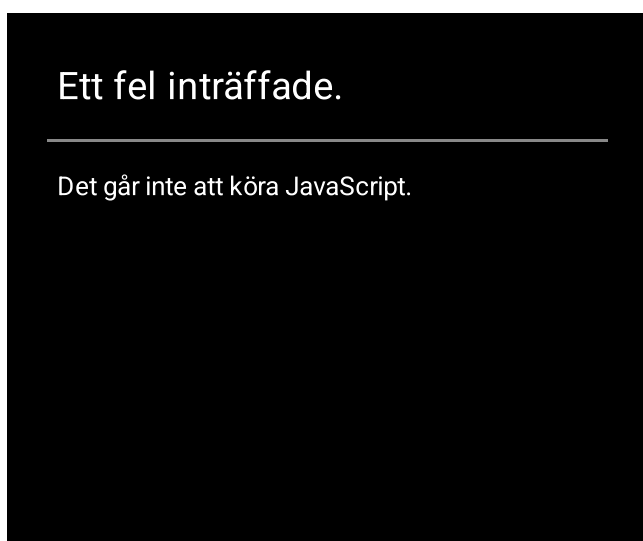 Ett fel inträffade.
Det går inte att köra JavaScript.